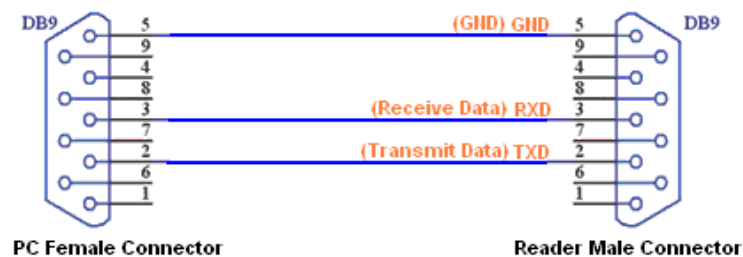 DB9 5 (GND) GND 5 DB9
9 9
4 4
8 8
3 (Receive Data) RXD 3
7 7
2 (Transmit Data) TXD 2
6 6
1 1
PC Female Connector Reader Male Connector